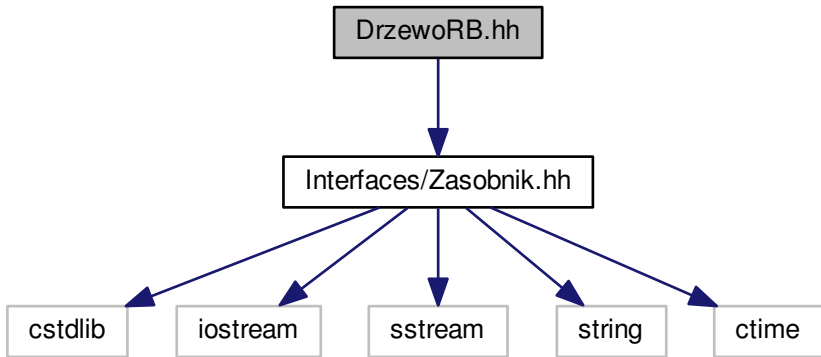 DrzewoRB.hh
Interfaces/Zasobnik.hh
cstdlib
iostream
sstream
string
ctime